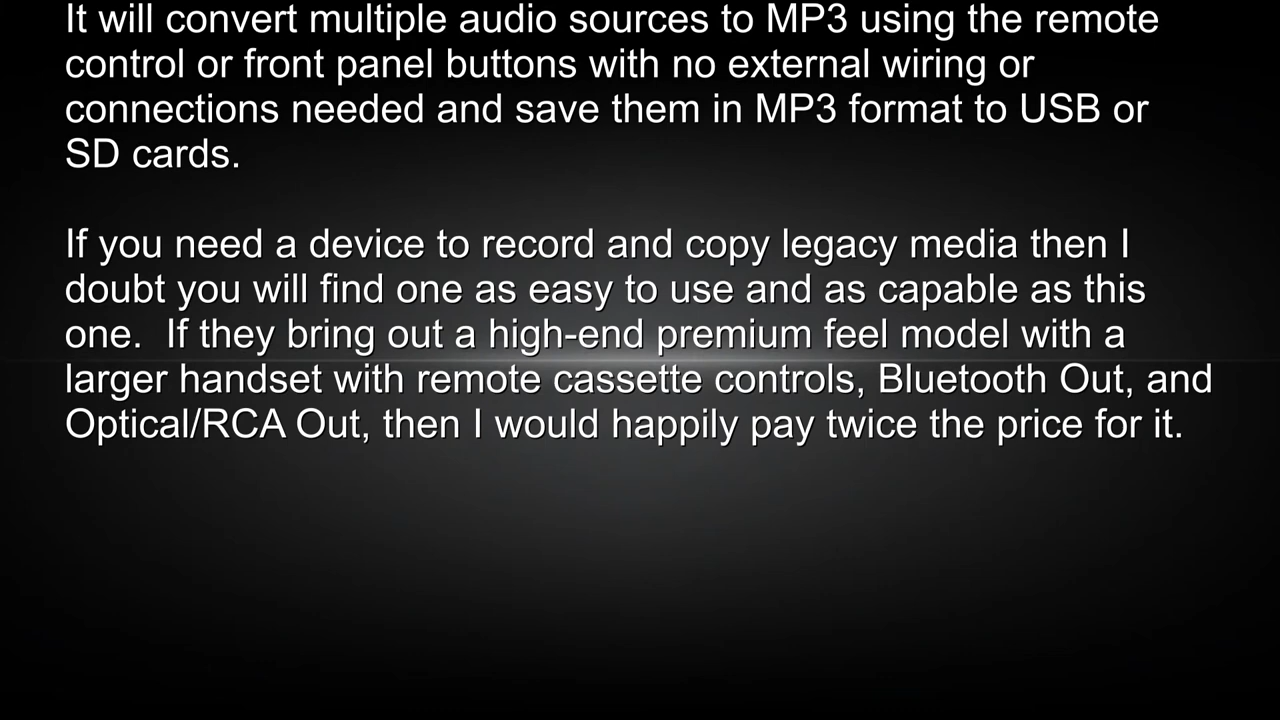 It will convert multiple audio sources to MP3 using the remote
control or front panel buttons with no external wiring or
connections needed and save them in MP3 format to USB or
SD cards.
If you need a device to record and copy legacy media then I
doubt you will find one as easy to use and as capable as this
one.  If they bring out a high-end premium feel model with a
larger handset with remote cassette controls, Bluetooth Out, and
Optical/RCA Out, then I would happily pay twice the price for it.